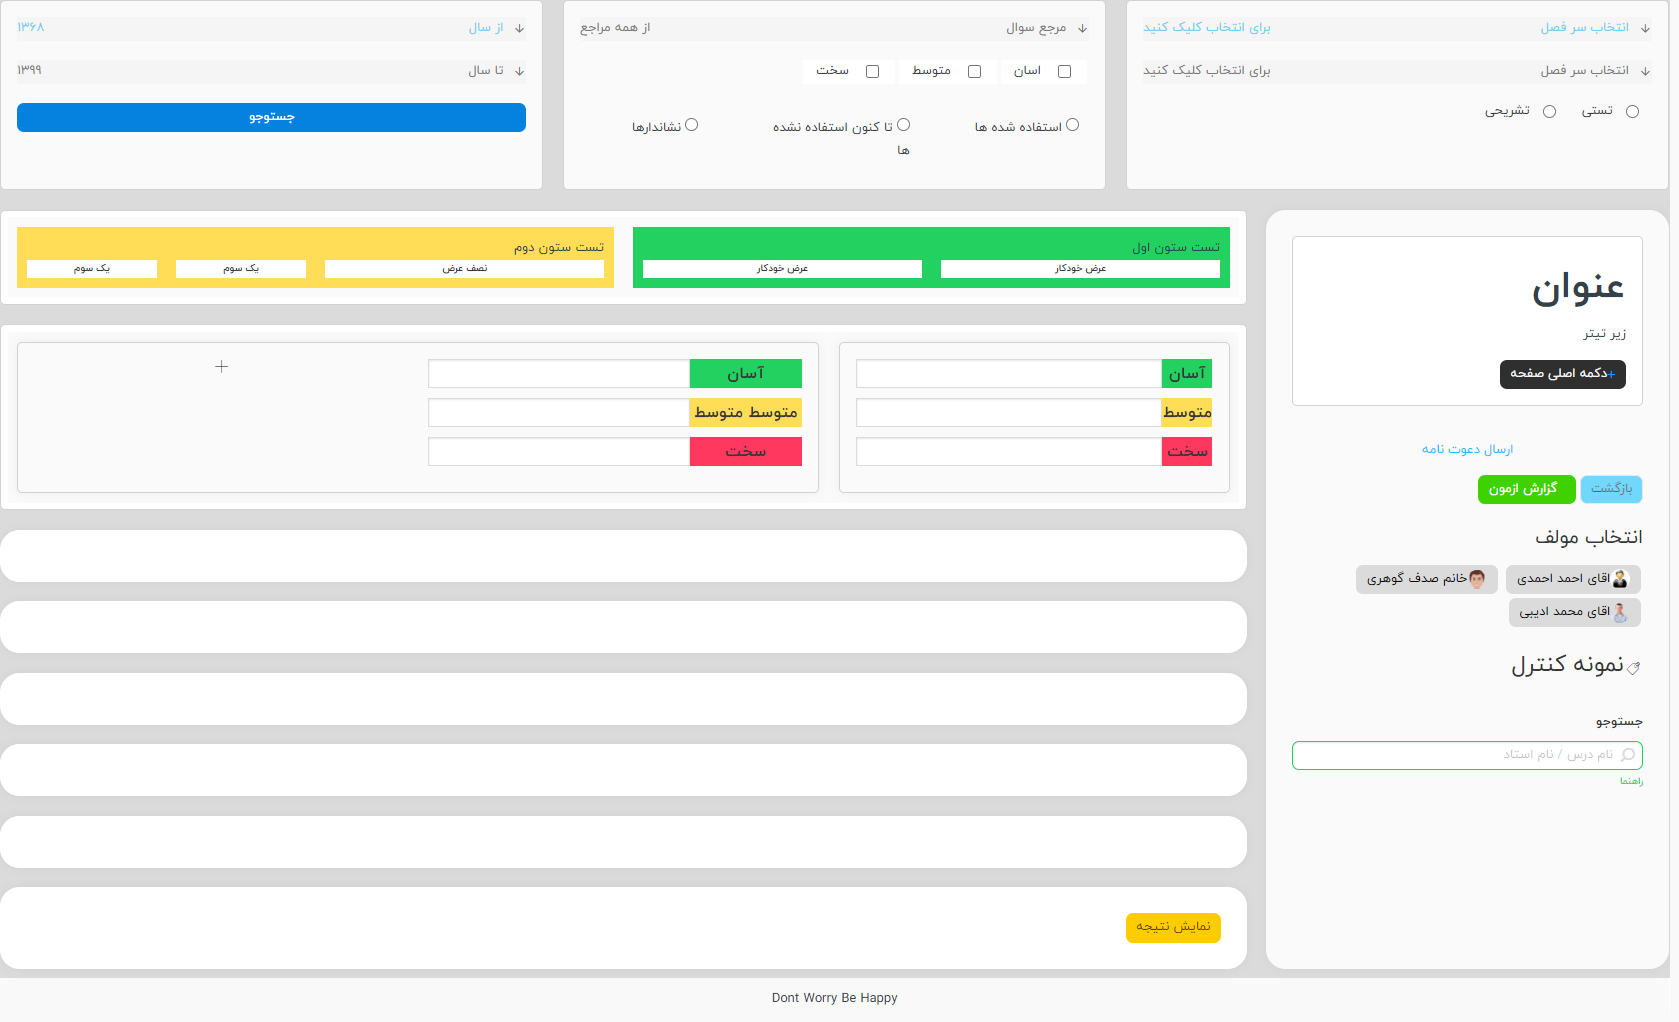 انتخاب سر فصل برای انتخاب کلیک کنید
انتخاب سر فصل برای انتخاب کلیک کنید
تستی تشریحی
مرجع سوال از همه مراجع
اسان متوسط سخت
استفاده شده ها تا کنون استفاده نشده نشاندارها
ها
از سال ۱۳۶۸
تا سال ۱۳۹۹
جستوجو
عنوان
زیر تیتر
+دکمه اصلی صفحه
ارسال دعوت نامه
بازگشت گزارش ازمون
انتخاب مولف
اقای احمد احمدی خانم صدف گوهری
اقای محمد ادیبی
نمونه کنترل
جستوجو
نام درس / نام استاد
راهنما
تست ستون اول
عرض خودکار عرض خودکار
تست ستون دوم
نصف عرض یک سوم یک سوم
آسان
متوسط
سخت
آسان
متوسط متوسط
سخت
نمایش نتیجه
Dont Worry Be Happy